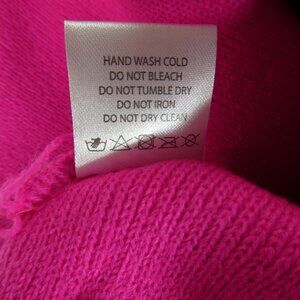 HAND WASH COLD
DO NOT BLEACH
DO NOT TUMBLE DRY
DO NOT IRON
DO NOT DRY CLEAN